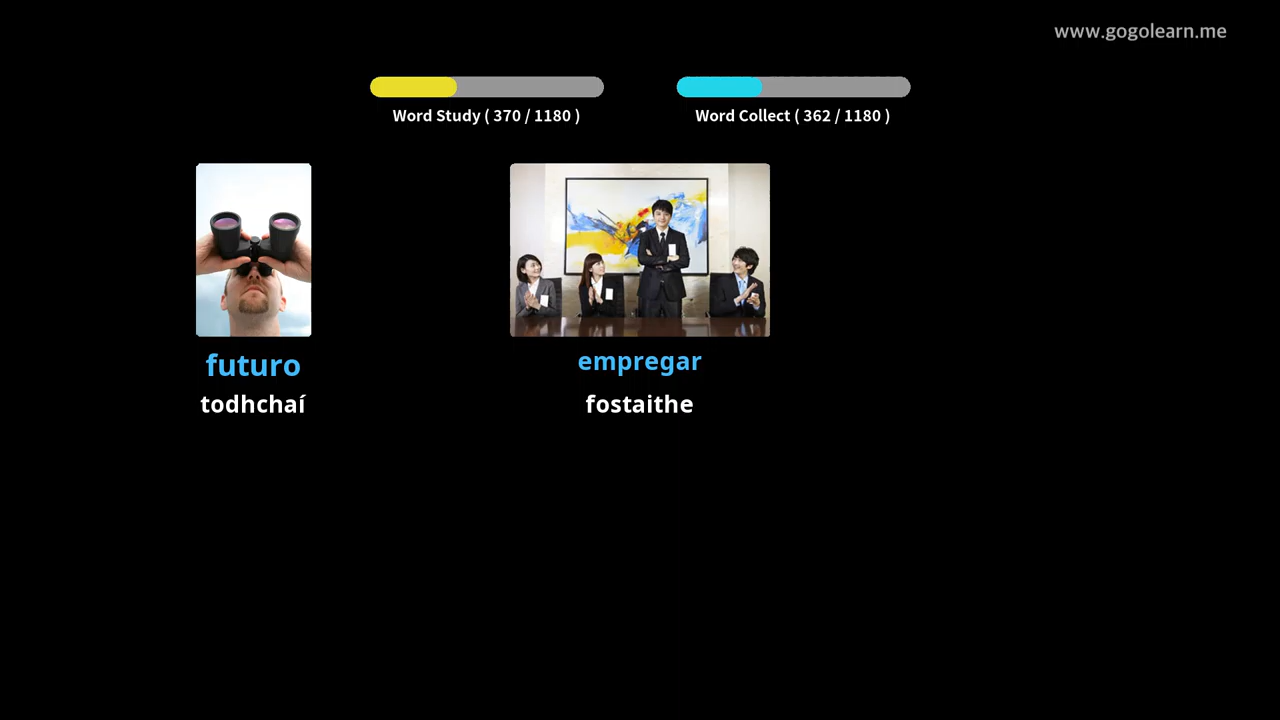 www.gogolearn.me
Word Study ( 370 / 1180 )
Word Collect ( 362 / 1180 )
futuro
todhchaí
empregar
fostaithe